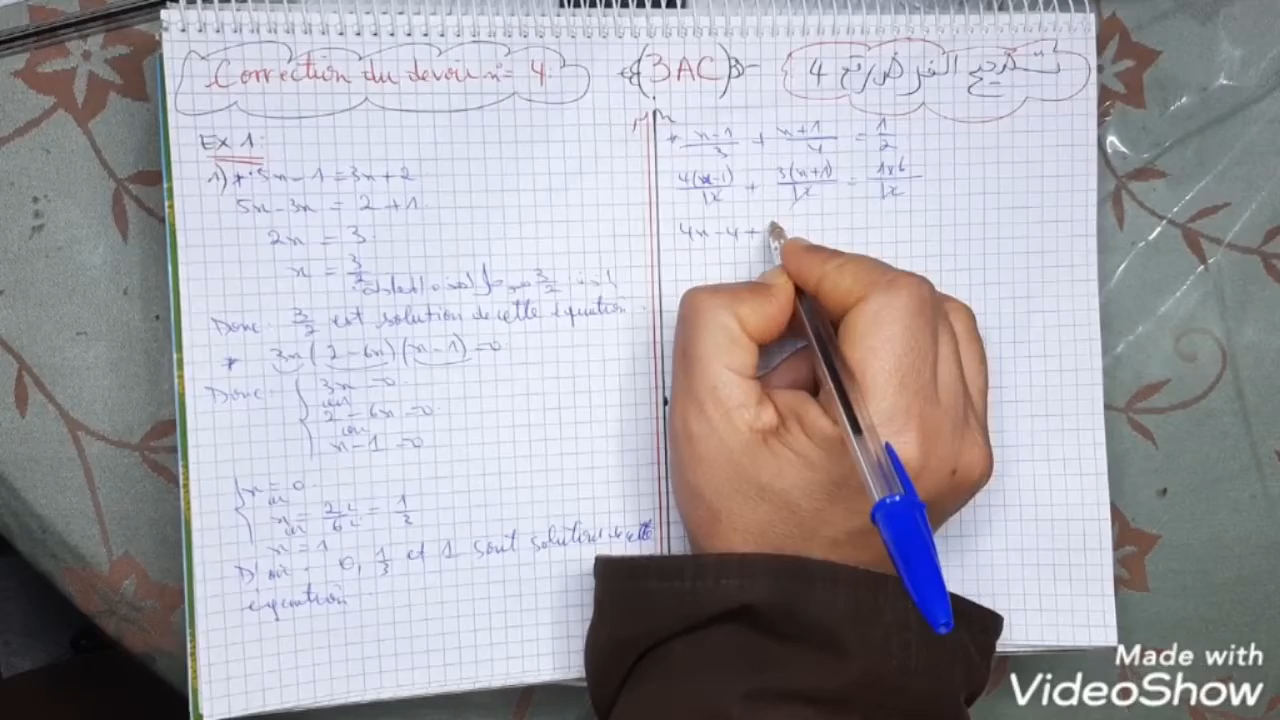 Correction du devoir n°= 4.
(3AC)
تصحيح الفرض رقم 4
EX 1:
1) * 5x - 1 = 3x + 2
5x - 3x = 2 + 1
2x = 3
x = 3/2
Donc 3/2 est solution de cette équation.
* 3x(2 - 6x)(x - 1) = 0
Donc
3x = 0
ou
2 - 6x = 0
ou
x - 1 = 0
x = 0
ou
x = 2/6 = 1/3
ou
x = 1
D'où 0, 1/3 et 1 sont solutions de cette
équation
* x-1/3 + x+1/4 = 1/2
4(x-1)/12 + 3(x+1)/12 = 1x6/12
4x - 4 +
Made with
VideoShow